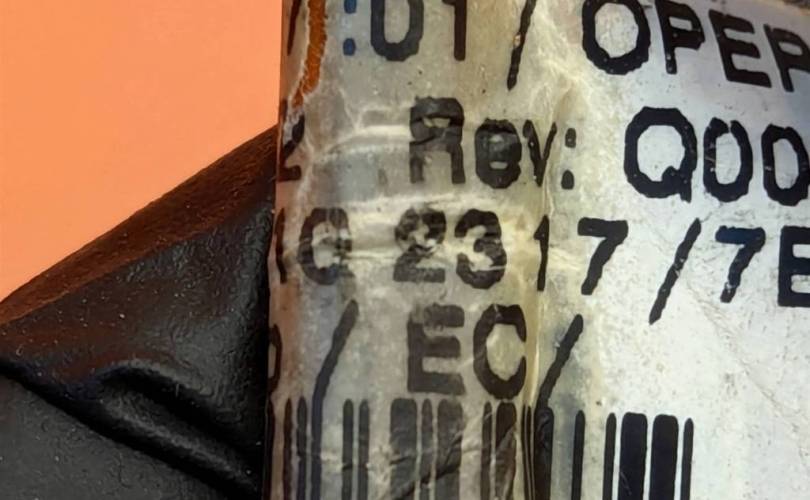 :01 / OPER
Rev: Q00
23 17 /7E
/ EC/